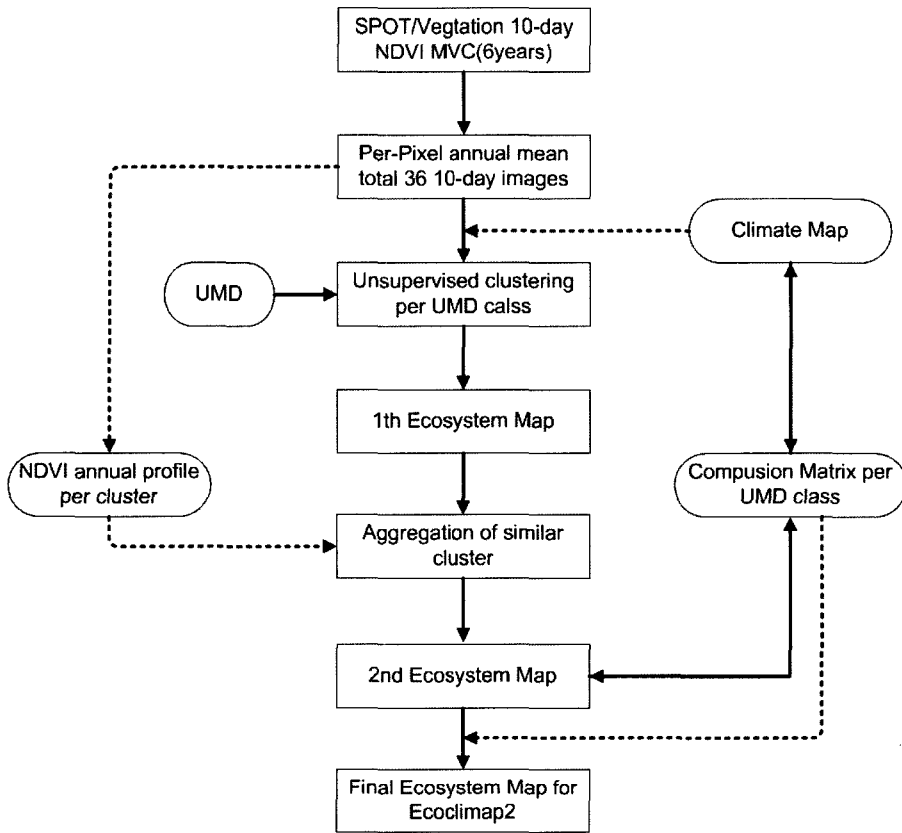 SPOT/Vegtation 10-day
NDVI MVC(6years)
Per-Pixel annual mean
total 36 10-day images
Climate Map
UMD
Unsupervised clustering
per UMD calss
1th Ecosystem Map
NDVI annual profile
per cluster
Compusion Matrix per
UMD class
Aggregation of similar
cluster
2nd Ecosystem Map
Final Ecosystem Map for
Ecoclimap2